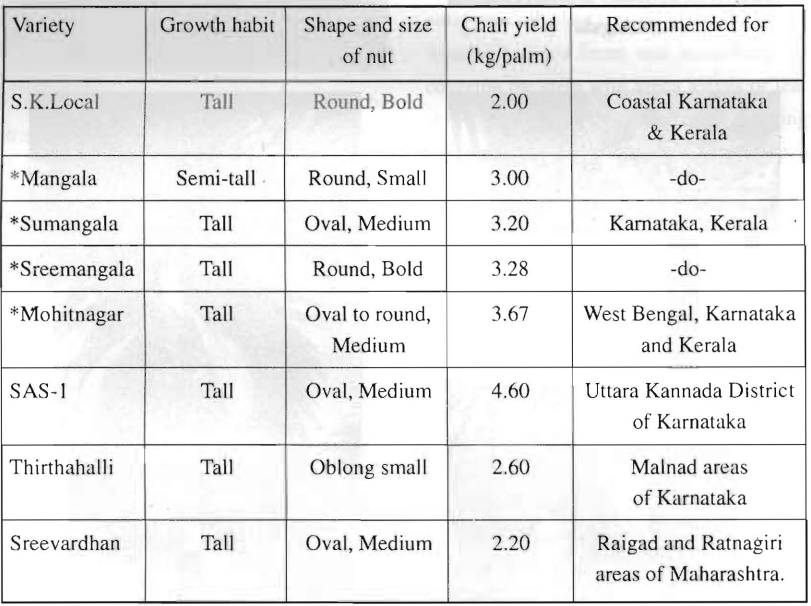 Variety Growth habit Shape and size Chali yield Recommended for
of nut (kg/palm)
S.K.Local Tall Round, Bold 2.00 Coastal Karnataka
& Kerala
*Mangala Semi-tall Round, Small 3.00 -do-
*Sumangala Tall Oval, Medium 3.20 Karnataka, Kerala
*Sreemangala Tall Round, Bold 3.28 -do-
*Mohitnagar Tall Oval to round, 3.67 West Bengal, Karnataka
Medium and Kerala
SAS-1 Tall Oval, Medium 4.60 Uttara Kannada District
of Karnataka
Thirthahalli Tall Oblong small 2.60 Malnad areas
of Karnataka
Sreevardhan Tall Oval, Medium 2.20 Raigad and Ratnagiri
areas of Maharashtra.